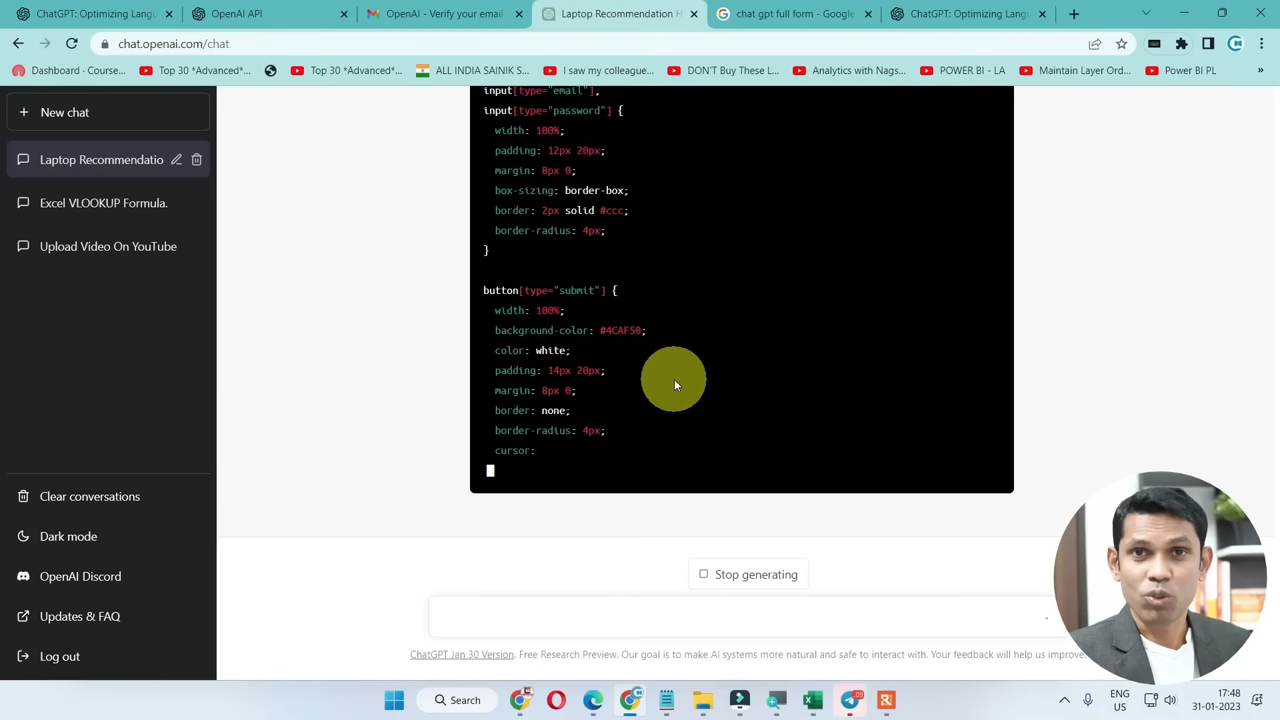 OpenAI API
OpenAI - Verify your email
Laptop Recommendation H
chat gpt full form - Google
ChatGPT: Optimizing Lang
chat.openai.com/chat
Dashboard - Course...
Top 30 *Advanced*...
Top 30 *Advanced*...
ALL INDIA SAINIK S...
I saw my colleague...
DON'T Buy These L...
Analytics with Nags...
POWER BI - LA
Maintain Layer Ord...
Power BI PL
»
New chat
Laptop Recommendatio
Excel VLOOKUP Formula.
Upload Video On YouTube
Clear conversations
Dark mode
OpenAI Discord
Updates & FAQ
Log out
input[type="email"],
input[type="password"] {
width: 100%;
padding: 12px 20px;
margin: 8px 0;
box-sizing: border-box;
border: 2px solid #ccc;
border-radius: 4px;
}
button[type="submit"] {
width: 100%;
background-color: #4CAF50;
color: white;
padding: 14px 20px;
margin: 8px 0;
border: none;
border-radius: 4px;
cursor:
Stop generating
ChatGPT Jan 30 Version. Free Research Preview. Our goal is to make AI systems more natural and safe to interact with. Your feedback will help us improve.
Search
ENG
US
17:48
31-01-2023